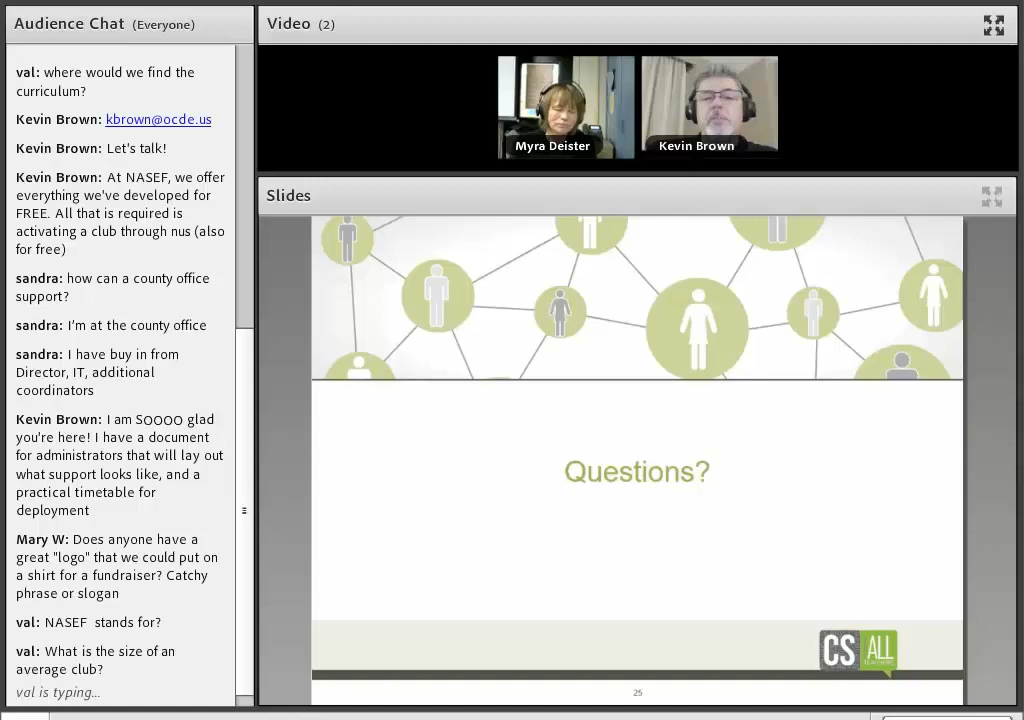 Audience Chat (Everyone)
val: where would we find the
curriculum?
Kevin Brown: kbrown@ocde.us
Kevin Brown: Let's talk!
Kevin Brown: At NASEF, we offer
everything we've developed for
FREE. All that is required is
activating a club through nus (also
for free)
sandra: how can a county office
support?
sandra: I'm at the county office
sandra: I have buy in from
Director, IT, additional
coordinators
Kevin Brown: I am SOOOO glad
you're here! I have a document
for administrators that will lay out
what support looks like, and a
practical timetable for
deployment
Mary W: Does anyone have a
great "logo" that we could put on
a shirt for a fundraiser? Catchy
phrase or slogan
val: NASEF stands for?
val: What is the size of an
average club?
val is typing...
Video (2)
Myra Deister
Kevin Brown
Slides
Questions?
CS ALL
25